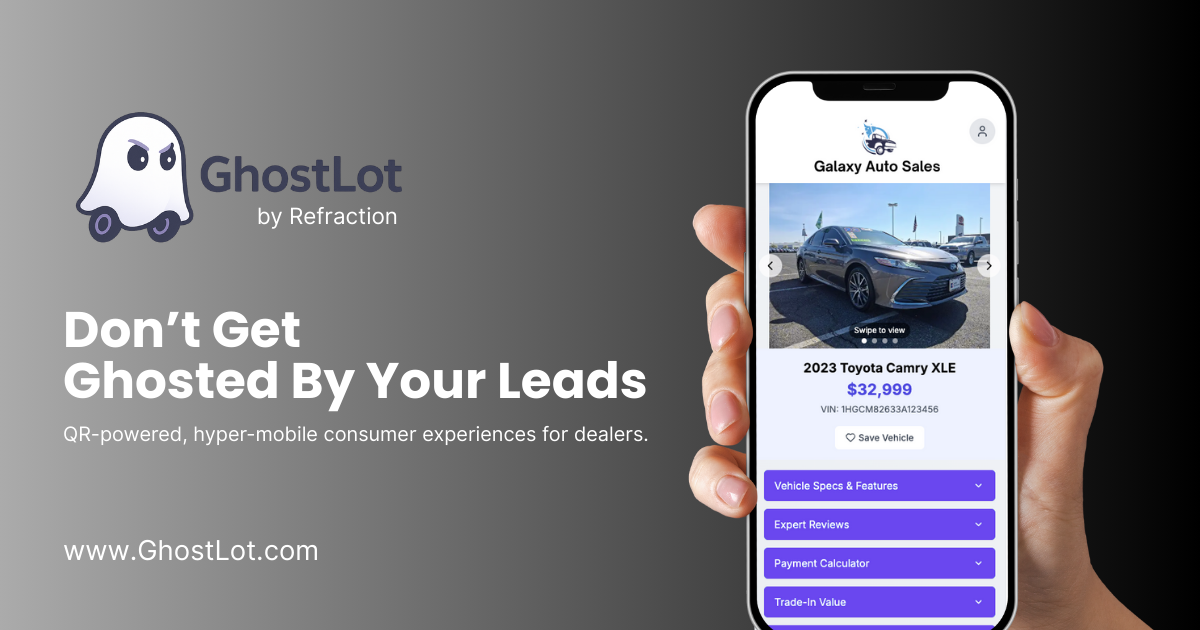 GhostLot
by Refraction
Don’t Get
Ghosted By Your Leads
QR-powered, hyper-mobile consumer experiences for dealers.
www.GhostLot.com
Galaxy Auto Sales
Swipe to view
2023 Toyota Camry XLE
$32,999
VIN: 1HGCM82633A123456
Save Vehicle
Vehicle Specs & Features
Expert Reviews
Payment Calculator
Trade-In Value